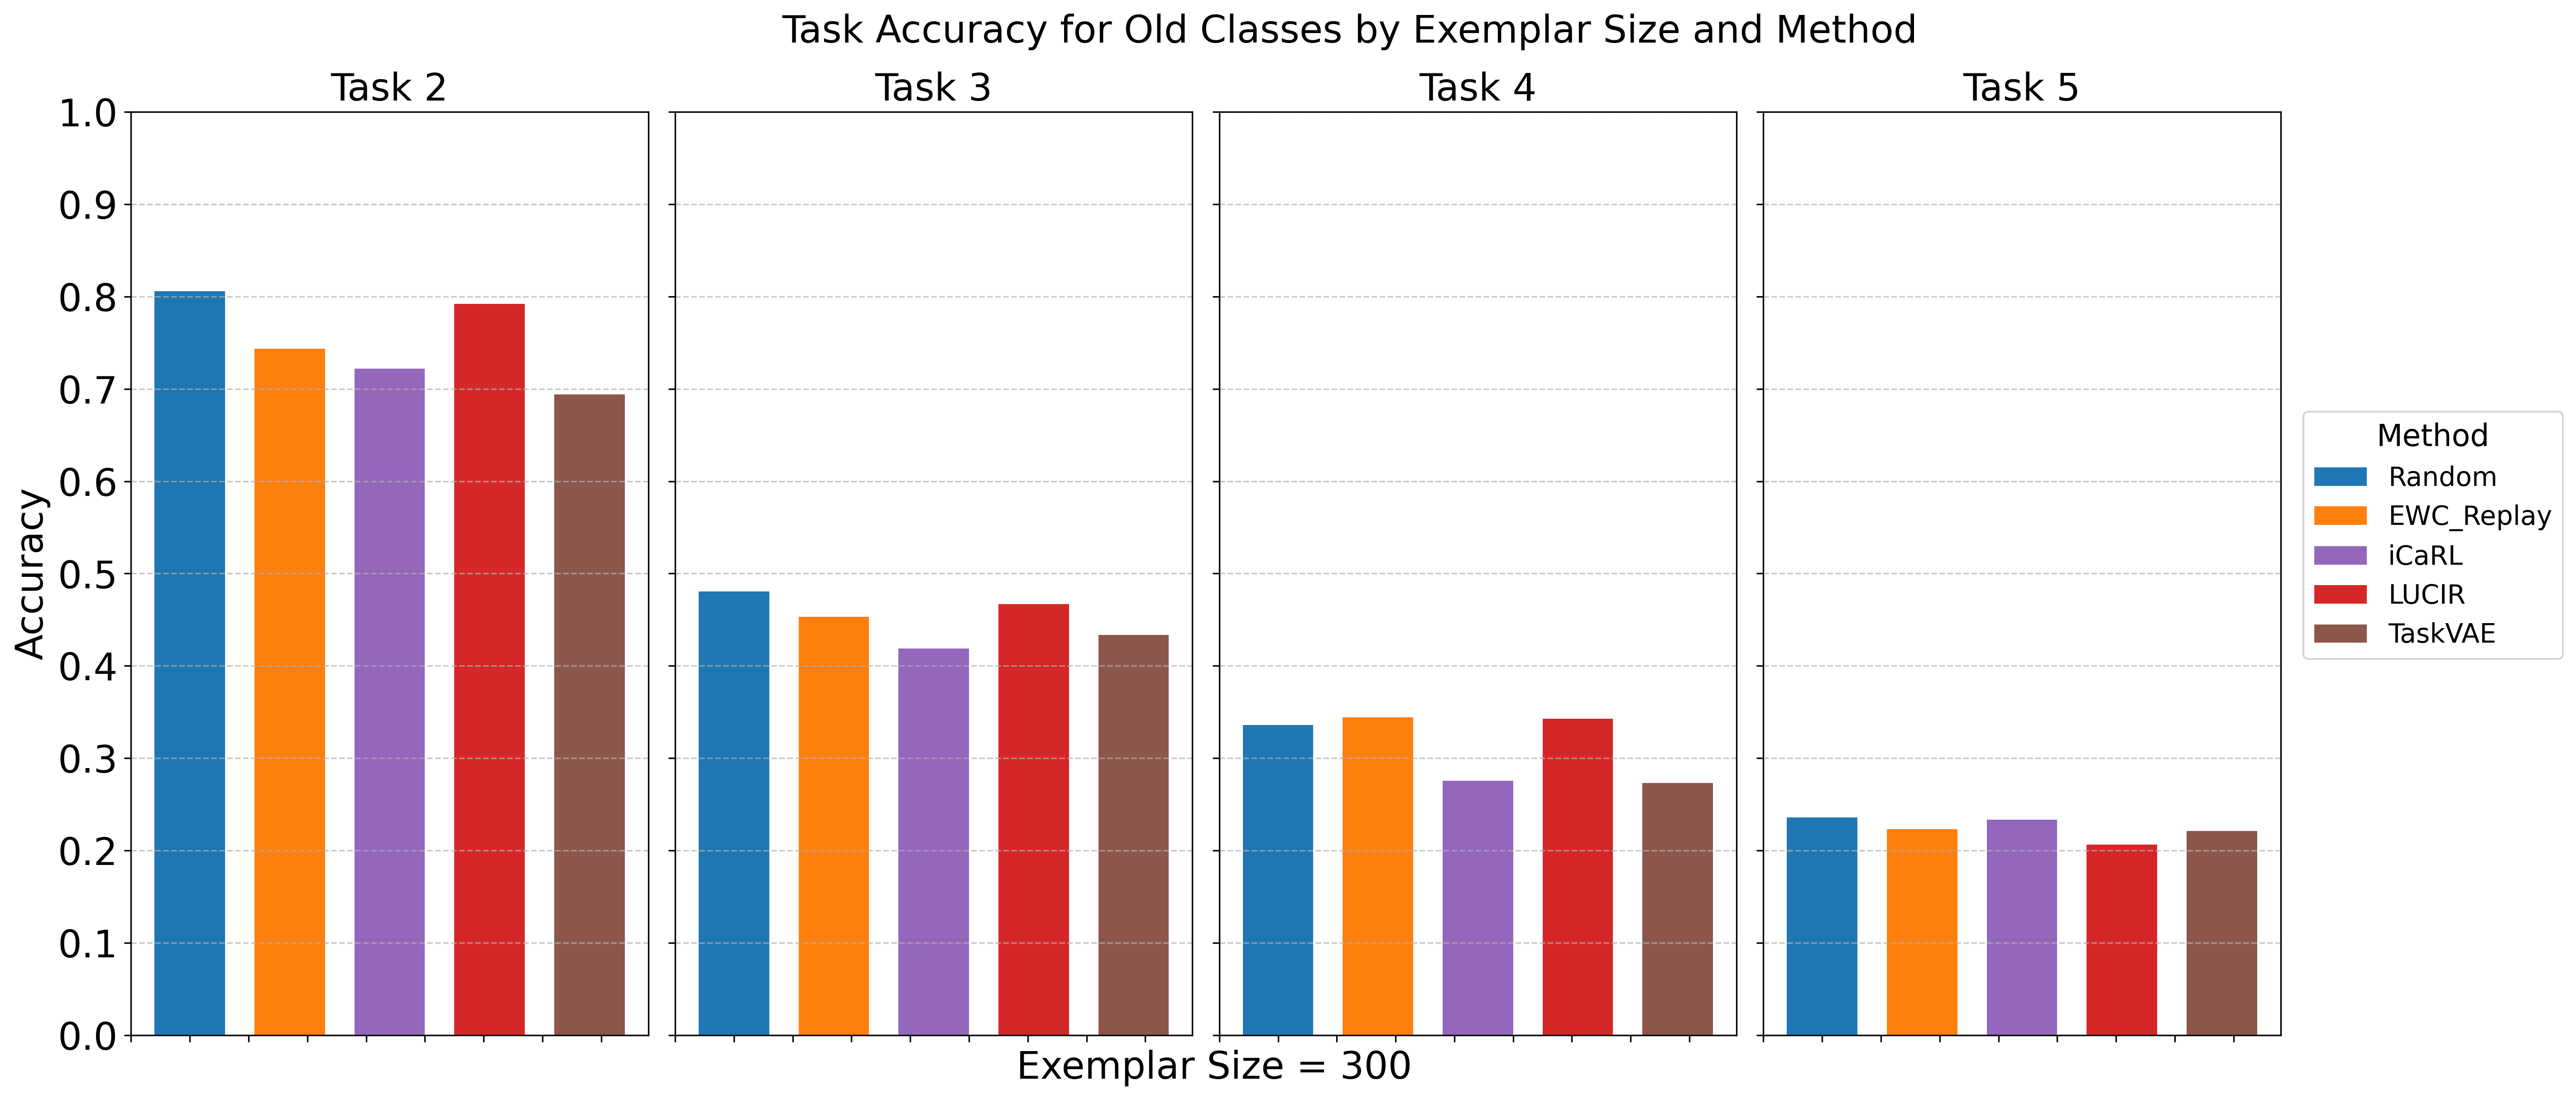 Task Accuracy for Old Classes by Exemplar Size and Method
Task 2
Task 3
Task 4
Task 5
1.0
0.9
0.8
0.7
0.6
0.5
0.4
0.3
0.2
0.1
0.0
Accuracy
Exemplar Size = 300
Method
Random
EWC_Replay
iCaRL
LUCIR
TaskVAE